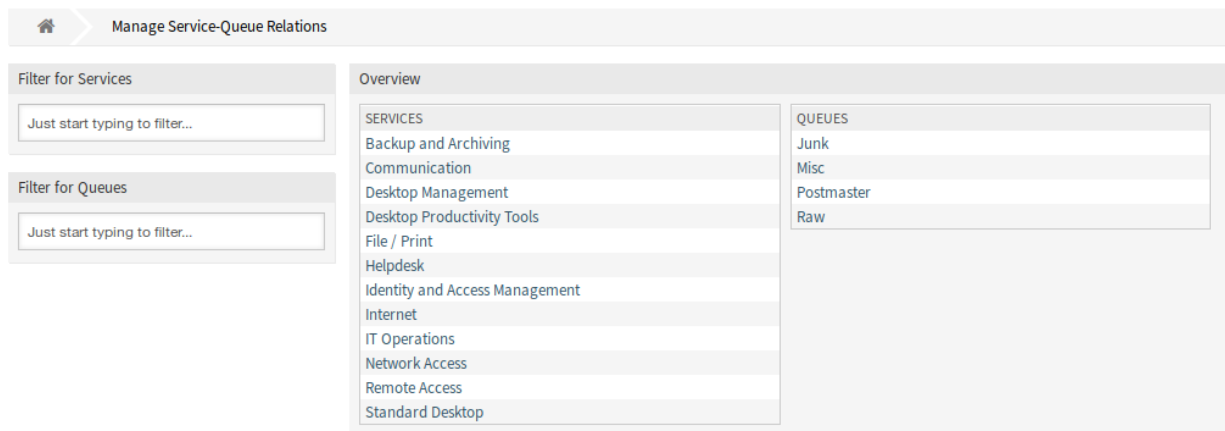 Manage Service-Queue Relations
Filter for Services
Just start typing to filter...
Filter for Queues
Just start typing to filter...
Overview
SERVICES
Backup and Archiving
Communication
Desktop Management
Desktop Productivity Tools
File / Print
Helpdesk
Identity and Access Management
Internet
IT Operations
Network Access
Remote Access
Standard Desktop
QUEUES
Junk
Misc
Postmaster
Raw